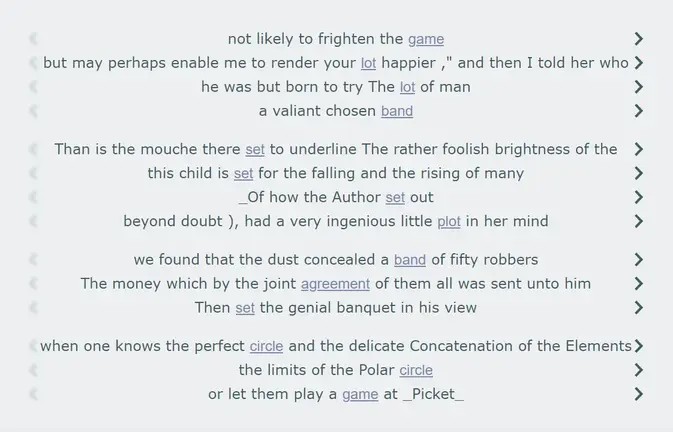 not likely to frighten the game
but may perhaps enable me to render your lot happier ," and then I told her who
he was but born to try The lot of man
a valiant chosen band
Than is the mouche there set to underline The rather foolish brightness of the
this child is set for the falling and the rising of many
_Of how the Author set out
beyond doubt ), had a very ingenious little plot in her mind
we found that the dust concealed a band of fifty robbers
The money which by the joint agreement of them all was sent unto him
Then set the genial banquet in his view
when one knows the perfect circle and the delicate Concatenation of the Elements
the limits of the Polar circle
or let them play a game at _Picket_